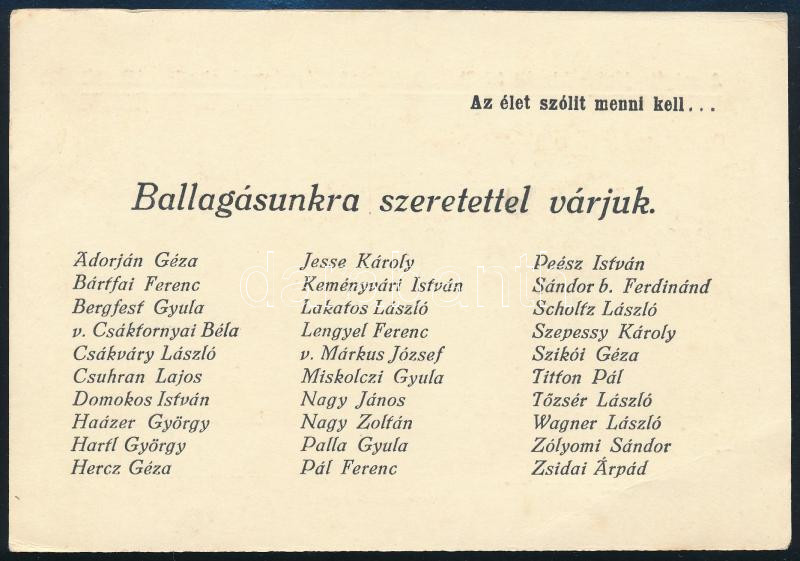 Az élet szólit menni kell...
Ballagásunkra szeretettel várjuk.
Adorján Géza
Bártfai Ferenc
Bergfest Gyula
v. Csáktornyai Béla
Csákváry László
Csuhran Lajos
Domokos István
Haázer György
Hartl György
Hercz Géza
Jesse Károly
Keményvári István
Lakatos László
Lengyel Ferenc
v. Márkus József
Miskolczi Gyula
Nagy János
Nagy Zoltán
Palla Gyula
Pál Ferenc
Peész István
Sándor b. Ferdinánd
Scholtz László
Szepessy Károly
Szikói Géza
Titton Pál
Tőzsér László
Wagner László
Zólyomi Sándor
Zsidai Árpád
darabanth